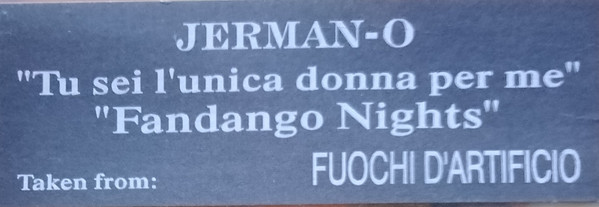 JERMAN-O
"Tu sei l'unica donna per me"
"Fandango Nights"
Taken from: FUOCHI D'ARTIFICIO